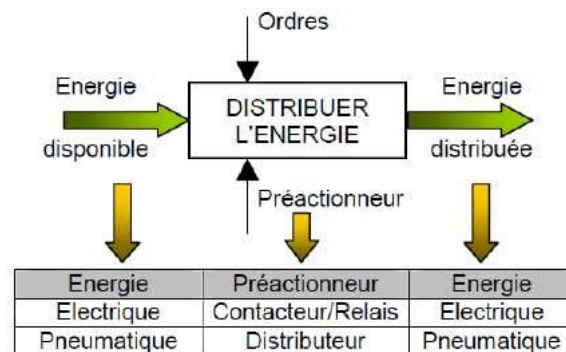 Ordres
Energie
disponible
DISTRIBUER
L'ENERGIE
Energie
distribuée
Préactionneur
Energie Préactionneur Energie
Electrique Contacteur/Relais Electrique
Pneumatique Distributeur Pneumatique